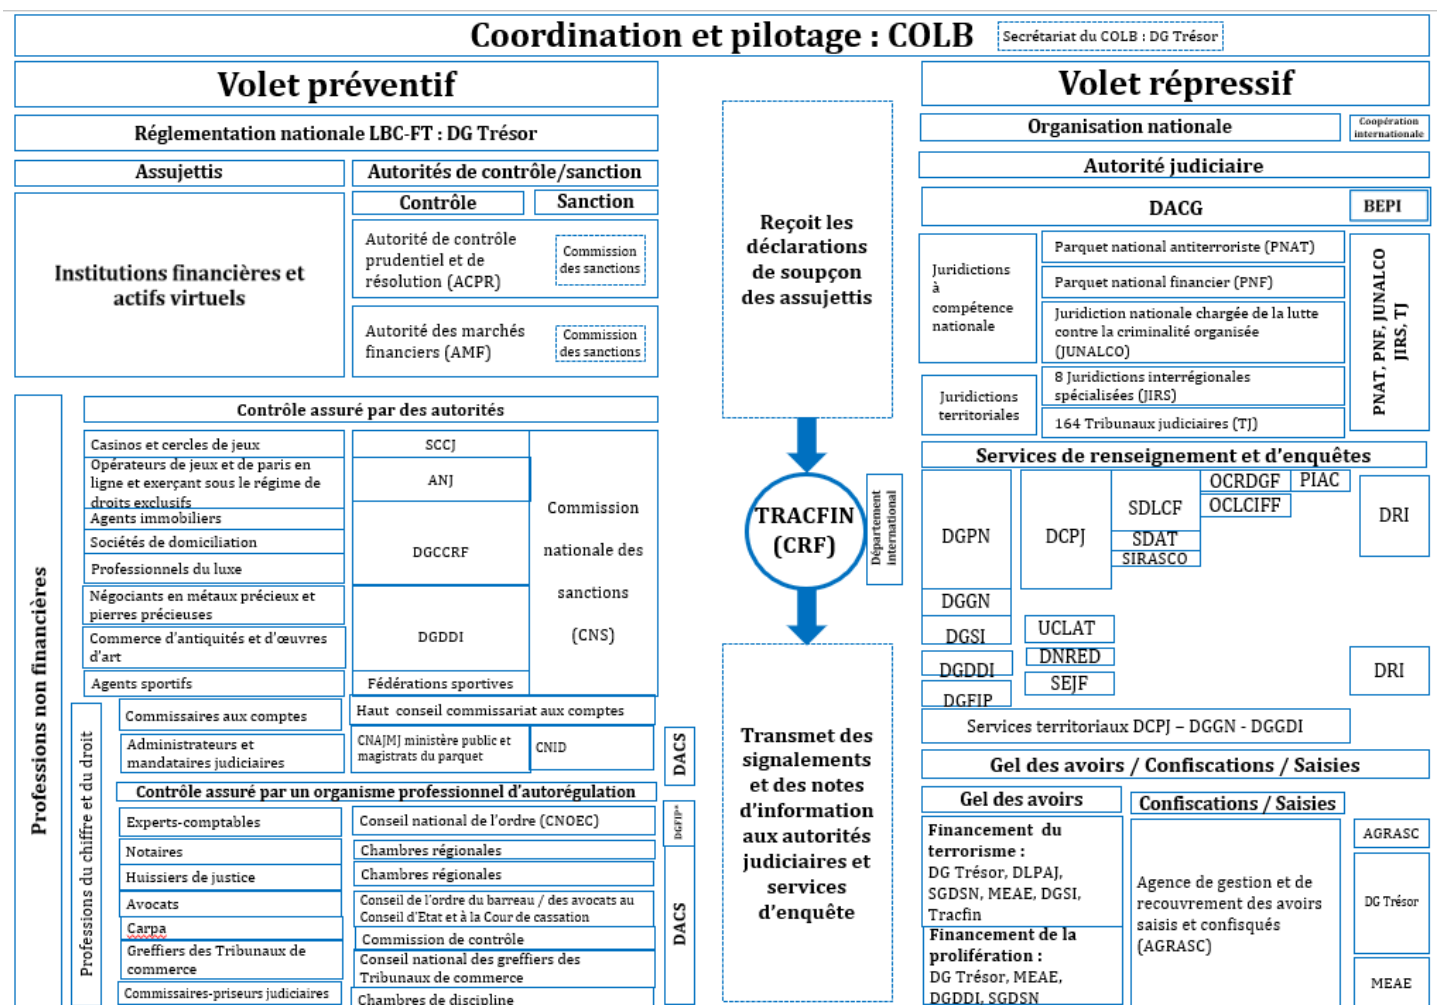 Coordination et pilotage : COLB
Secrétariat du COLB : DG Trésor
Volet préventif
Réglementation nationale LBC-FT : DG Trésor
Assujettis
Autorités de contrôle/sanction
Contrôle
Sanction
Institutions financières et
actifs virtuels
Autorité de contrôle
prudentiel et de
résolution (ACPR)
Commission
des sanctions
Autorité des marchés
financiers (AMF)
Commission
des sanctions
Professions non financières
Contrôle assuré par des autorités
Casinos et cercles de jeux
SCCJ
Opérateurs de jeux et de paris en
ligne et exerçant sous le régime de
droits exclusifs
ANJ
Agents immobiliers
Sociétés de domiciliation
Professionnels du luxe
DGCCRF
Négociants en métaux précieux et
pierres précieuses
Commerce d’antiquités et d’œuvres
d’art
DGDDI
Agents sportifs
Fédérations sportives
Commission
nationale des
sanctions
(CNS)
Professions du chiffre et du droit
Commissaires aux comptes
Haut conseil commissariat aux comptes
Administrateurs et
mandataires judiciaires
CNAJMJ ministère public et
magistrats du parquet
CNID
DACS
Contrôle assuré par un organisme professionnel d’autorégulation
Experts-comptables
Conseil national de l’ordre (CNOEC)
DGFIP*
Notaires
Chambres régionales
Huissiers de justice
Chambres régionales
Avocats
Conseil de l’ordre du barreau / des avocats au
Conseil d’Etat et à la Cour de cassation
Carpa
Commission de contrôle
Greffiers des Tribunaux de
commerce
Conseil national des greffiers des
Tribunaux de commerce
Commissaires-priseurs judiciaires
Chambres de discipline
DACS
Reçoit les
déclarations
de soupçon
des assujettis
TRACFIN
(CRF)
Département
international
Transmet des
signalements
et des notes
d’information
aux autorités
judiciaires et
services
d’enquête
Volet répressif
Organisation nationale
Coopération
internationale
Autorité judiciaire
DACG
BEPI
Juridictions
à
compétence
nationale
Parquet national antiterroriste (PNAT)
Parquet national financier (PNF)
Juridiction nationale chargée de la lutte
contre la criminalité organisée
(JUNALCO)
Juridictions
territoriales
8 Juridictions interrégionales
spécialisées (JIRS)
164 Tribunaux judiciaires (TJ)
PNAT, PNF, JUNALCO
JIRS, TJ
Services de renseignement et d’enquêtes
DGPN
DCPJ
SDLCF
OCRDGF
PIAC
OCLCIFF
SDAT
SIRASCO
DRI
DGGN
DGSI
UCLAT
DGDDI
DNRED
DGFIP
SEJF
DRI
Services territoriaux DCPJ – DGGN - DGGDI
Gel des avoirs / Confiscations / Saisies
Gel des avoirs
Confiscations / Saisies
Financement du
terrorisme :
DG Trésor, DLPAJ,
SGDSN, MEAE, DGSI,
Tracfin
Financement de la
prolifération :
DG Trésor, MEAE,
DGDDI, SGDSN
Agence de gestion et de
recouvrement des avoirs
saisis et confisqués
(AGRASC)
AGRASC
DG Trésor
MEAE